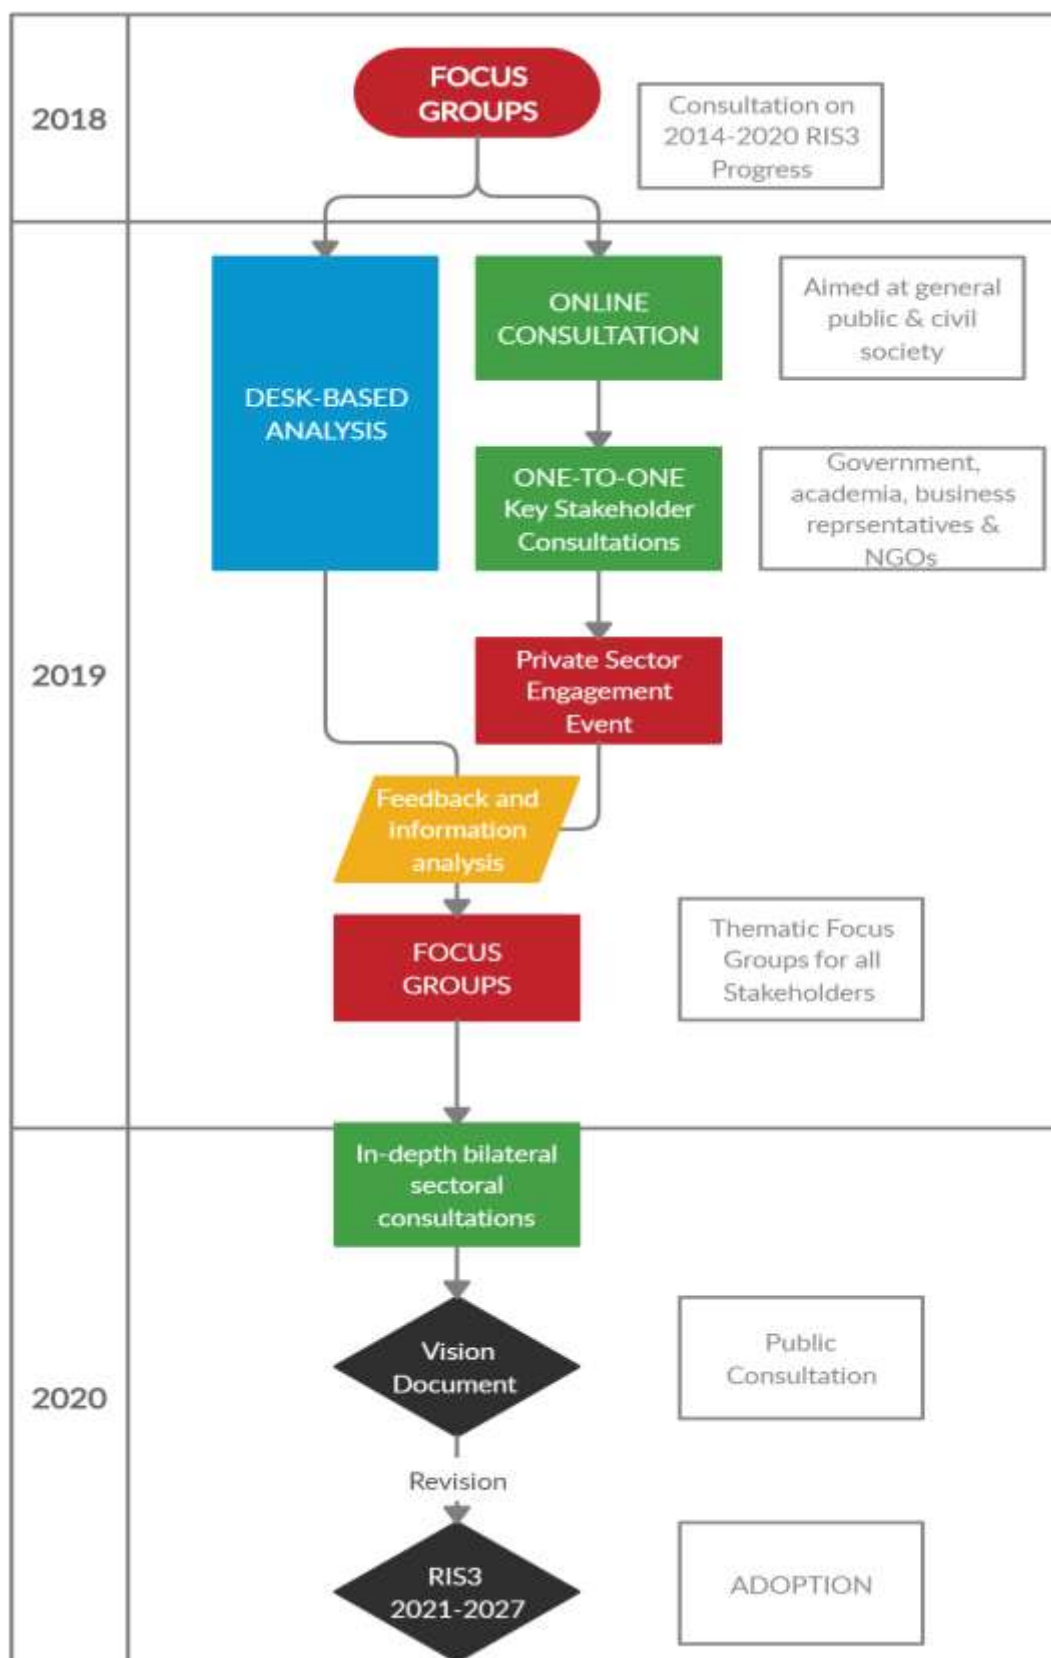 2018
FOCUS
GROUPS
Consultation on
2014-2020 RIS3
Progress
2019
DESK-BASED
ANALYSIS
ONLINE
CONSULTATION
Aimed at general
public & civil
society
ONE-TO-ONE
Key Stakeholder
Consultations
Government,
academia, business
reprsentatives &
NGOs
Private Sector
Engagement
Event
Feedback and
information
analysis
FOCUS
GROUPS
Thematic Focus
Groups for all
Stakeholders
2020
In-depth bilateral
sectoral
consultations
Vision
Document
Public
Consultation
Revision
RIS3
2021-2027
ADOPTION